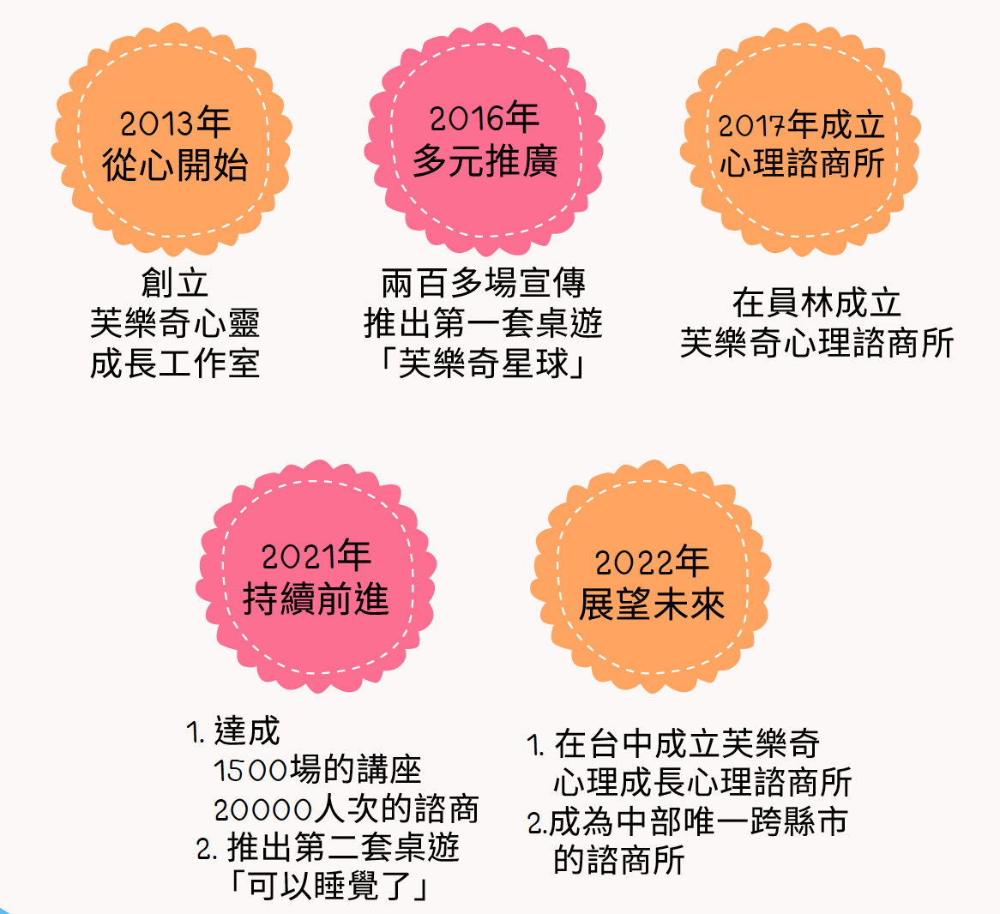 2013年
從心開始
創立
芙樂奇心靈
成長工作室
2016年
多元推廣
兩百多場宣傳
推出第一套桌遊
「芙樂奇星球」
2017年成立
心理諮商所
在員林成立
芙樂奇心理諮商所
2021年
持續前進
1. 達成
1500場的講座
20000人次的諮商
2. 推出第二套桌遊
「可以睡覺了」
2022年
展望未來
1. 在台中成立芙樂奇
心理成長心理諮商所
2.成為中部唯一跨縣市
的諮商所